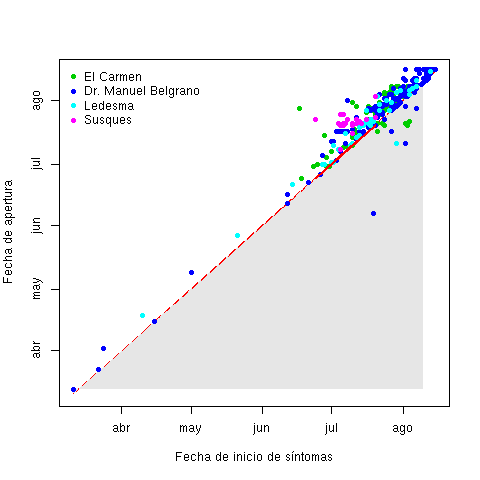 El Carmen
Dr. Manuel Belgrano
Ledesma
Susques
Fecha de apertura
ago
jul
jun
may
abr
abr may jun jul ago
Fecha de inicio de síntomas